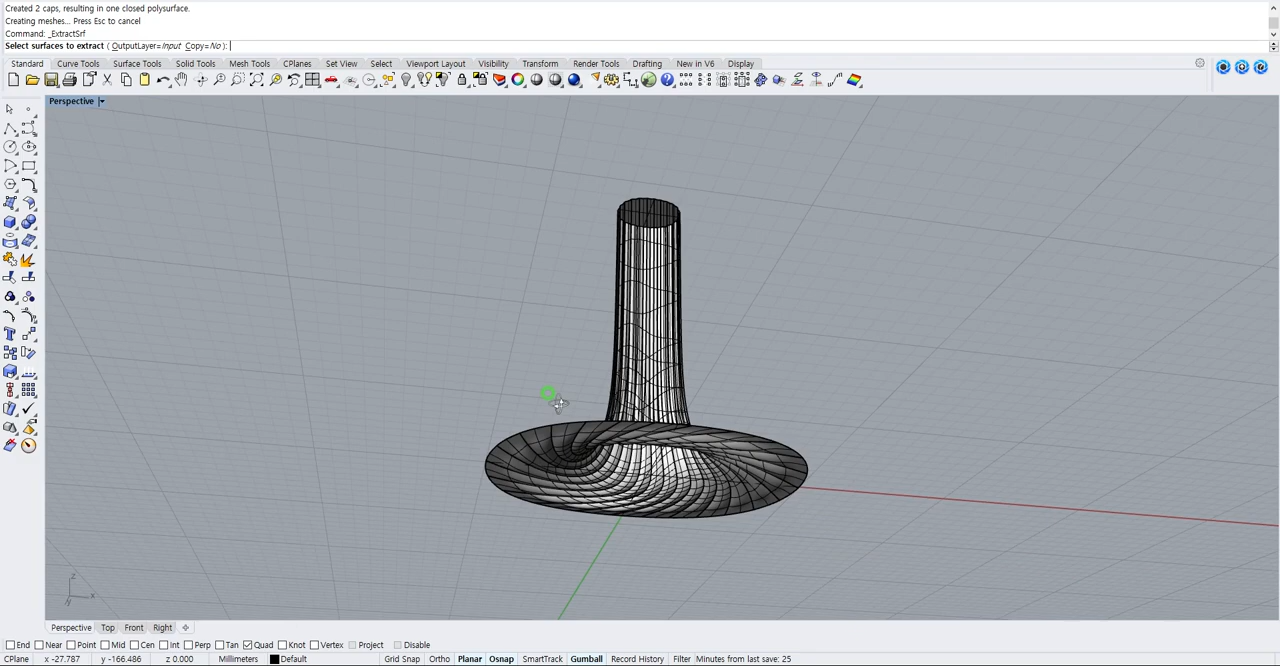 Created 2 caps, resulting in one closed polysurface.
Creating meshes... Press Esc to cancel
Command: _ExtractSrf
Select surfaces to extract ( OutputLayer=Input Copy=No ):
Standard Curve Tools Surface Tools Solid Tools Mesh Tools CPlanes Set View Select Viewport Layout Visibility Transform Render Tools Drafting New in V6 Display
Perspective
z
x
y
Perspective Top Front Right
End Near Point Mid Cen Int Perp Tan Quad Knot Vertex Project Disable
CPlane x -27.787 y -166.486 z 0.000 Millimeters Default Grid Snap Ortho Planar Osnap SmartTrack Gumball Record History Filter Minutes from last save: 25